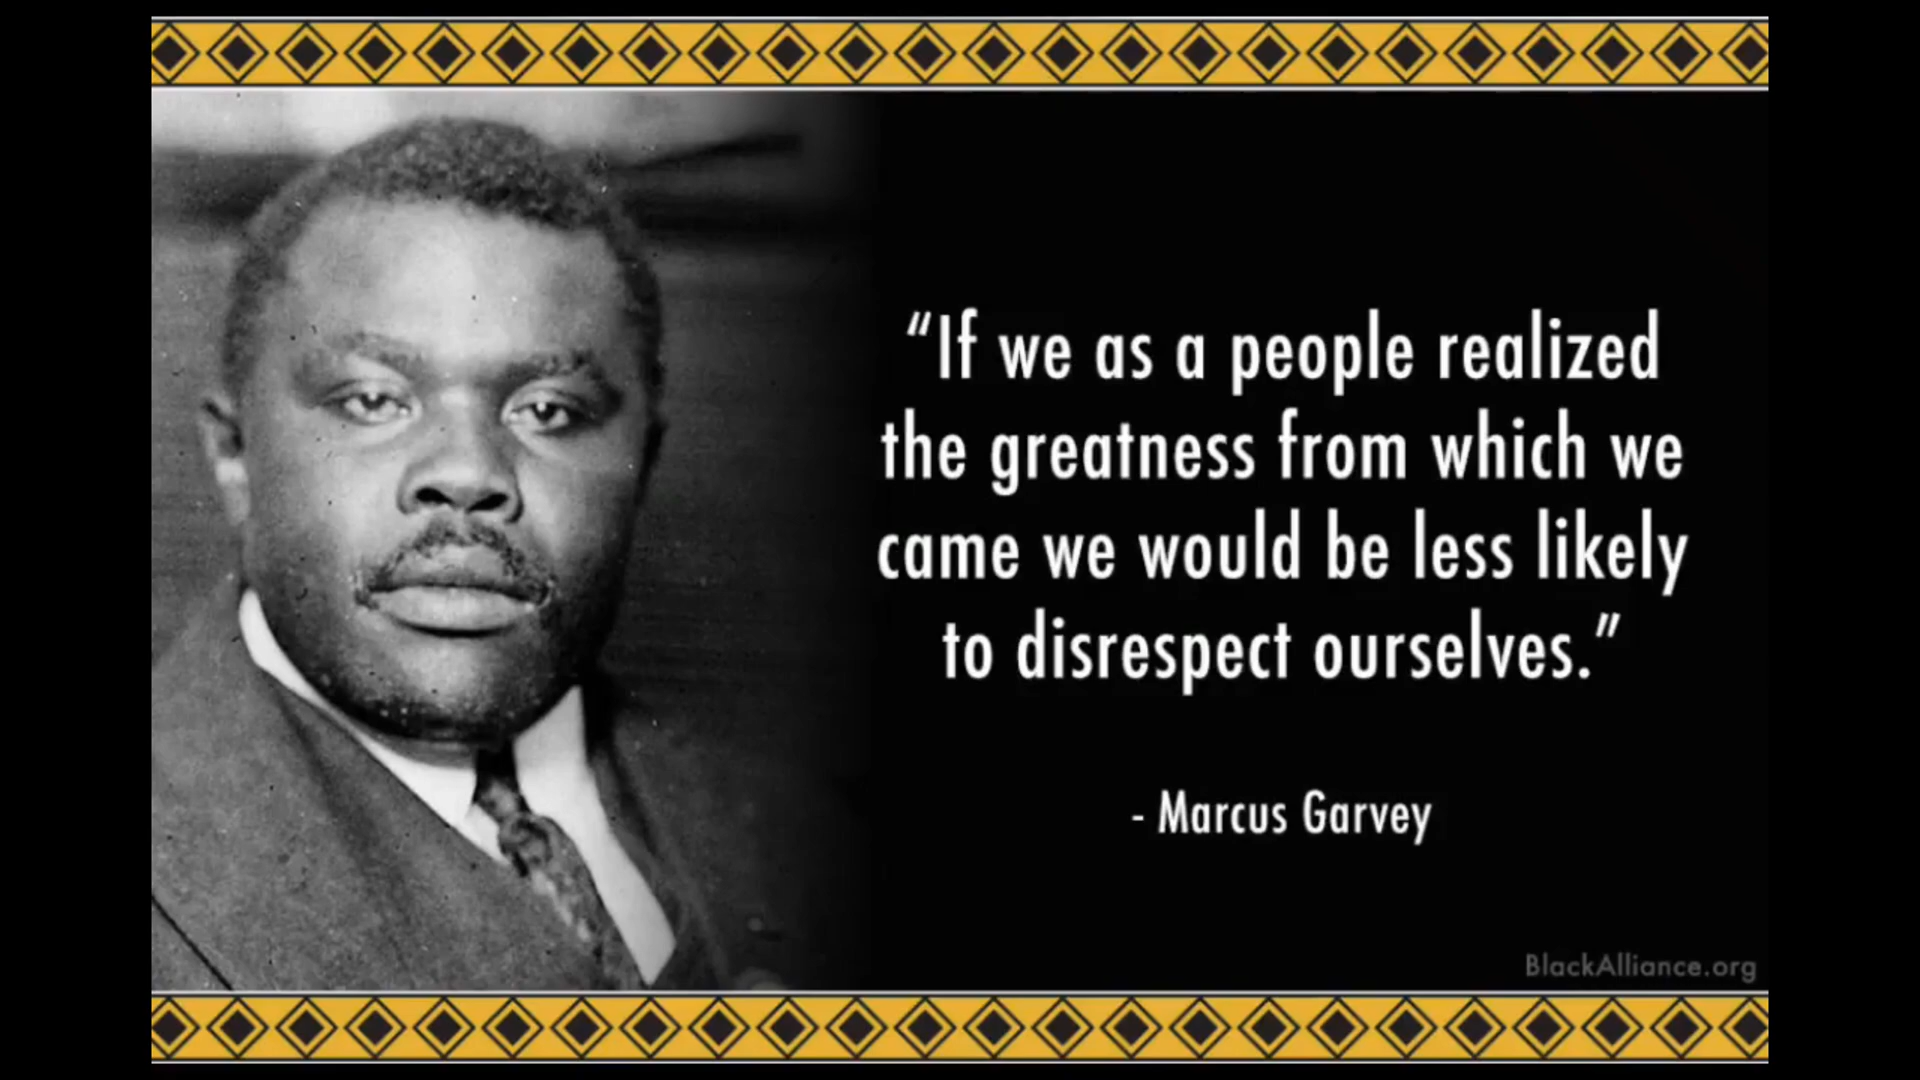 “If we as a people realized
the greatness from which we
came we would be less likely
to disrespect ourselves.”
- Marcus Garvey
BlackAlliance.org